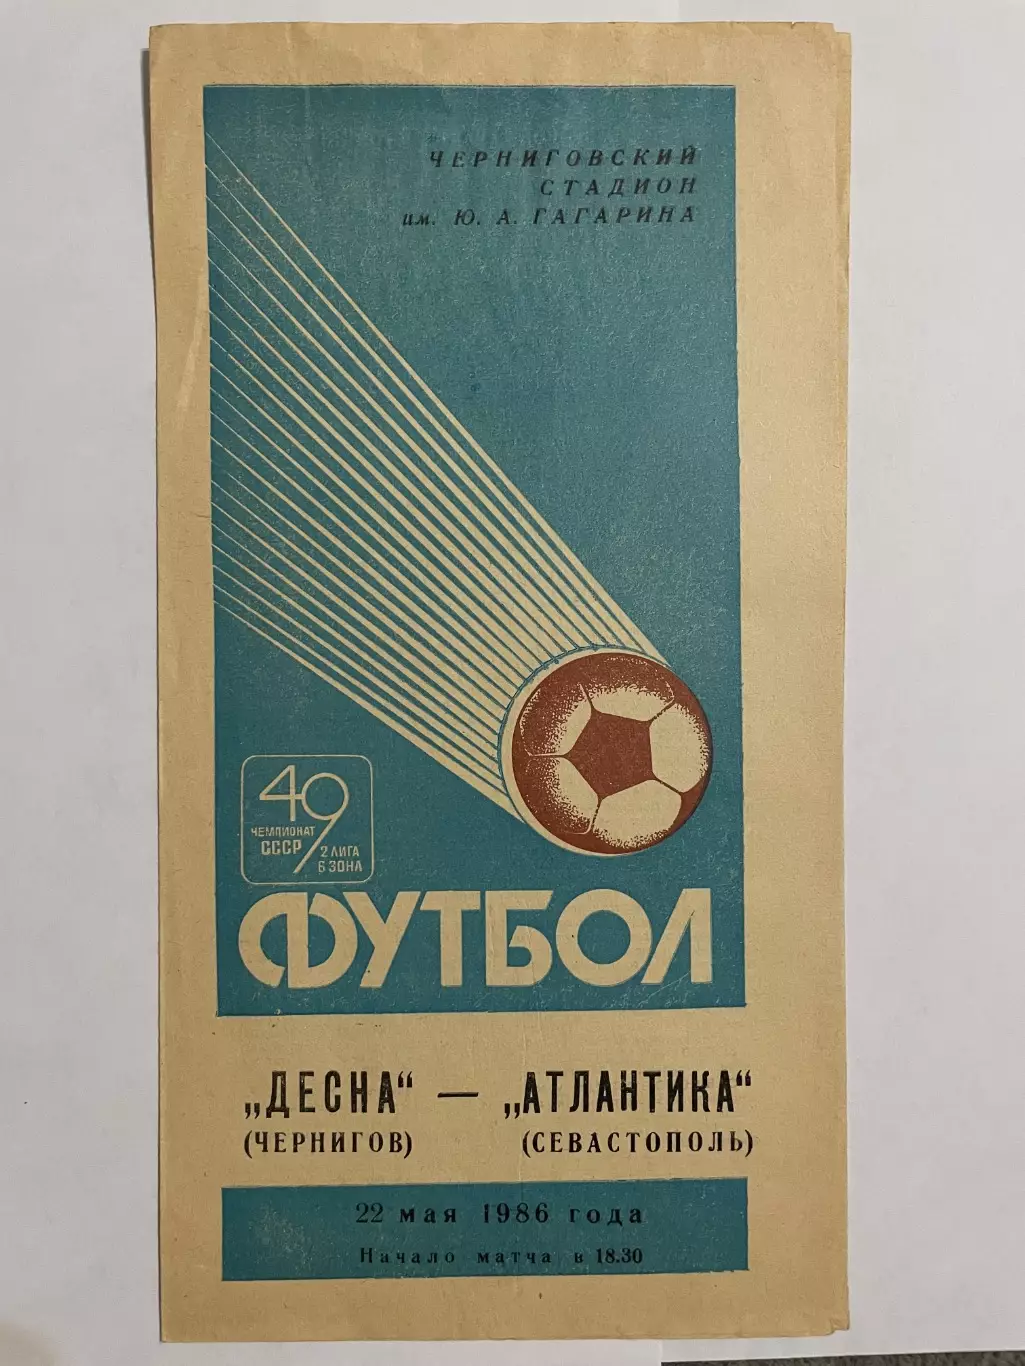 ЧЕРНИГОВСКИЙ
СТАДИОН
им. Ю. А. ГАГАРИНА
49
ЧЕМПИОНАТ
СССР
2 ЛИГА
6 ЗОНА
ФУТБОЛ
„ДЕСНА“ — „АТЛАНТИКА“
(ЧЕРНИГОВ) (СЕВАСТОПОЛЬ)
22 мая 1986 года
Начало матча в 18.30